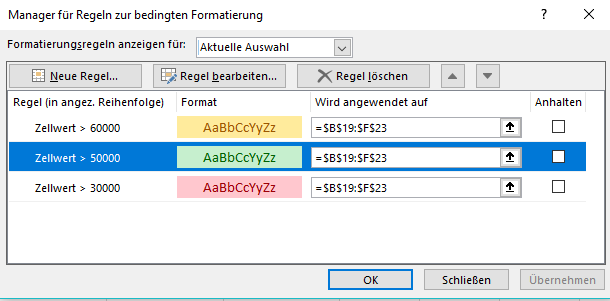 Manager für Regeln zur bedingten Formatierung
Formatierungsregeln anzeigen für: Aktuelle Auswahl
Neue Regel... Regel bearbeiten... Regel löschen
Regel (in angez. Reihenfolge) Format Wird angewendet auf Anhalten
Zellwert > 60000 AaBbCcYyZz =$B$19:$F$23
Zellwert > 50000 AaBbCcYyZz =$B$19:$F$23
Zellwert > 30000 AaBbCcYyZz =$B$19:$F$23
OK Schließen Übernehmen